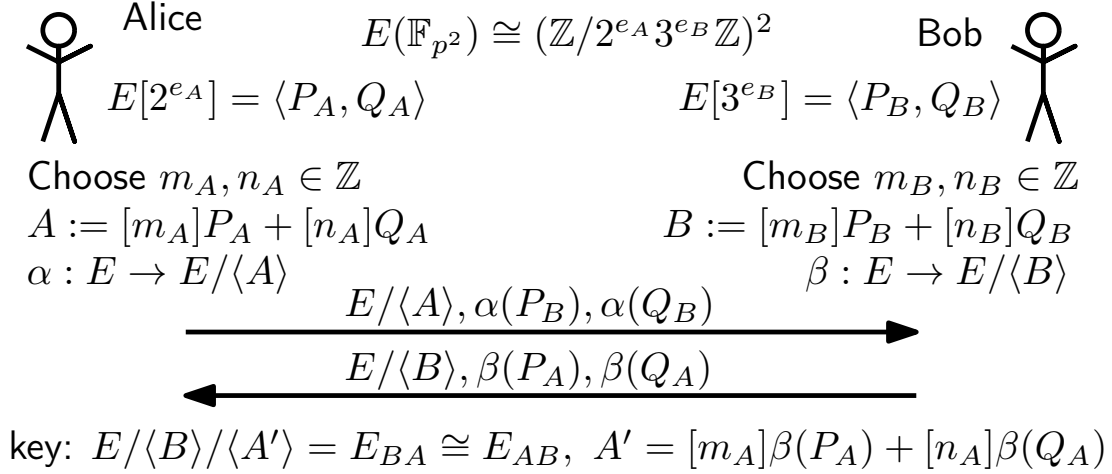 Alice
E(𝔽_{p^2}) ≅ (ℤ/2^{e_A}3^{e_B}ℤ)^2
Bob
E[2^{e_A}] = ⟨P_A, Q_A⟩
E[3^{e_B}] = ⟨P_B, Q_B⟩
Choose m_A, n_A ∈ ℤ
Choose m_B, n_B ∈ ℤ
A := [m_A]P_A + [n_A]Q_A
B := [m_B]P_B + [n_B]Q_B
α : E → E/⟨A⟩
β : E → E/⟨B⟩
E/⟨A⟩, α(P_B), α(Q_B)
E/⟨B⟩, β(P_A), β(Q_A)
key: E/⟨B⟩/⟨A'⟩ = E_{BA} ≅ E_{AB}, A' = [m_A]β(P_A) + [n_A]β(Q_A)